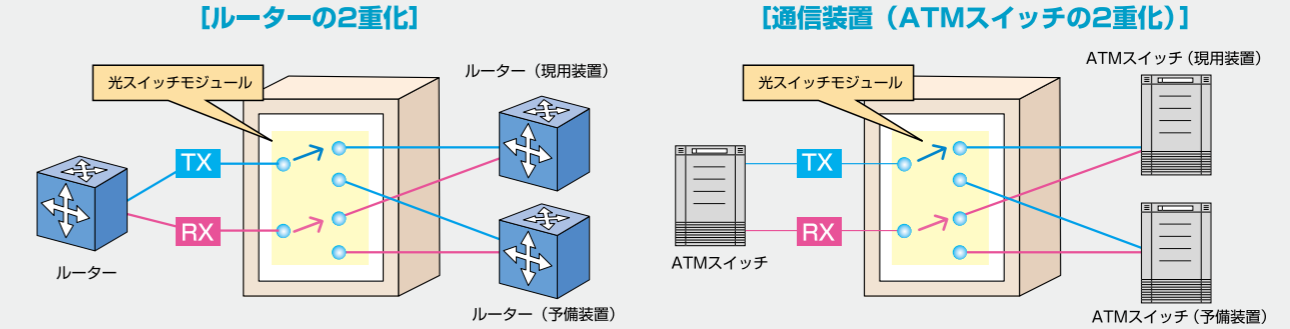 [ルーターの2重化]
光スイッチモジュール
ルーター（現用装置）
TX
RX
ルーター
ルーター（予備装置）
[通信装置（ATMスイッチの2重化）]
光スイッチモジュール
ATMスイッチ（現用装置）
TX
RX
ATMスイッチ
ATMスイッチ（予備装置）